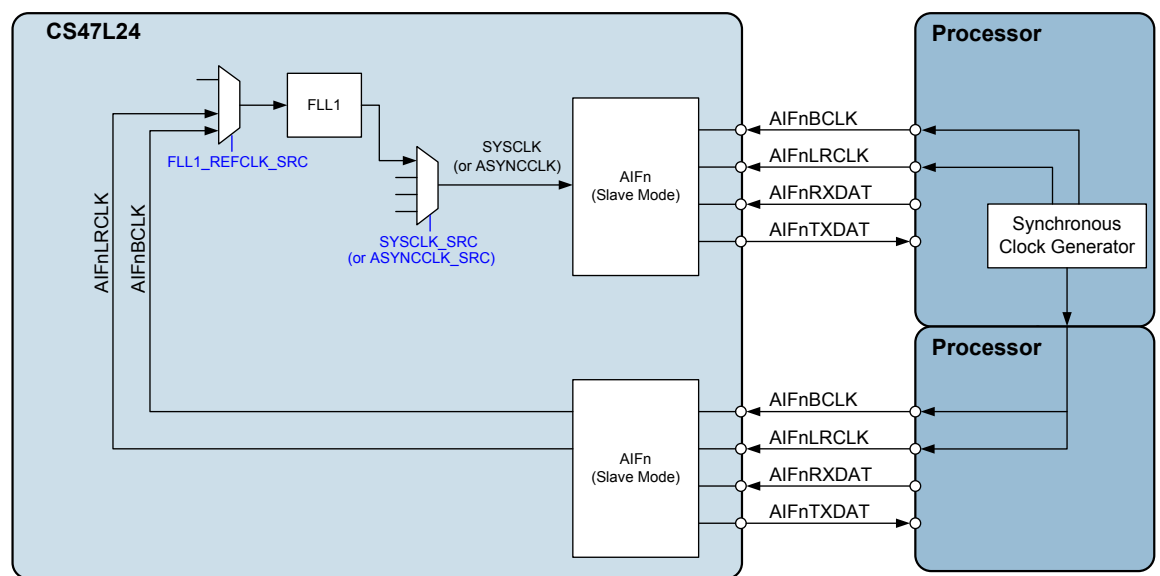 CS47L24
Processor
FLL1
FLL1_REFCLK_SRC
SYSCLK
(or ASYNCCLK)
SYSCLK_SRC
(or ASYNCCLK_SRC)
AIFn
(Slave Mode)
AIFnBCLK
AIFnLRCLK
AIFnRXDAT
AIFnTXDAT
Synchronous
Clock Generator
AIFnLRCLK
AIFnBCLK
Processor
AIFn
(Slave Mode)
AIFnBCLK
AIFnLRCLK
AIFnRXDAT
AIFnTXDAT